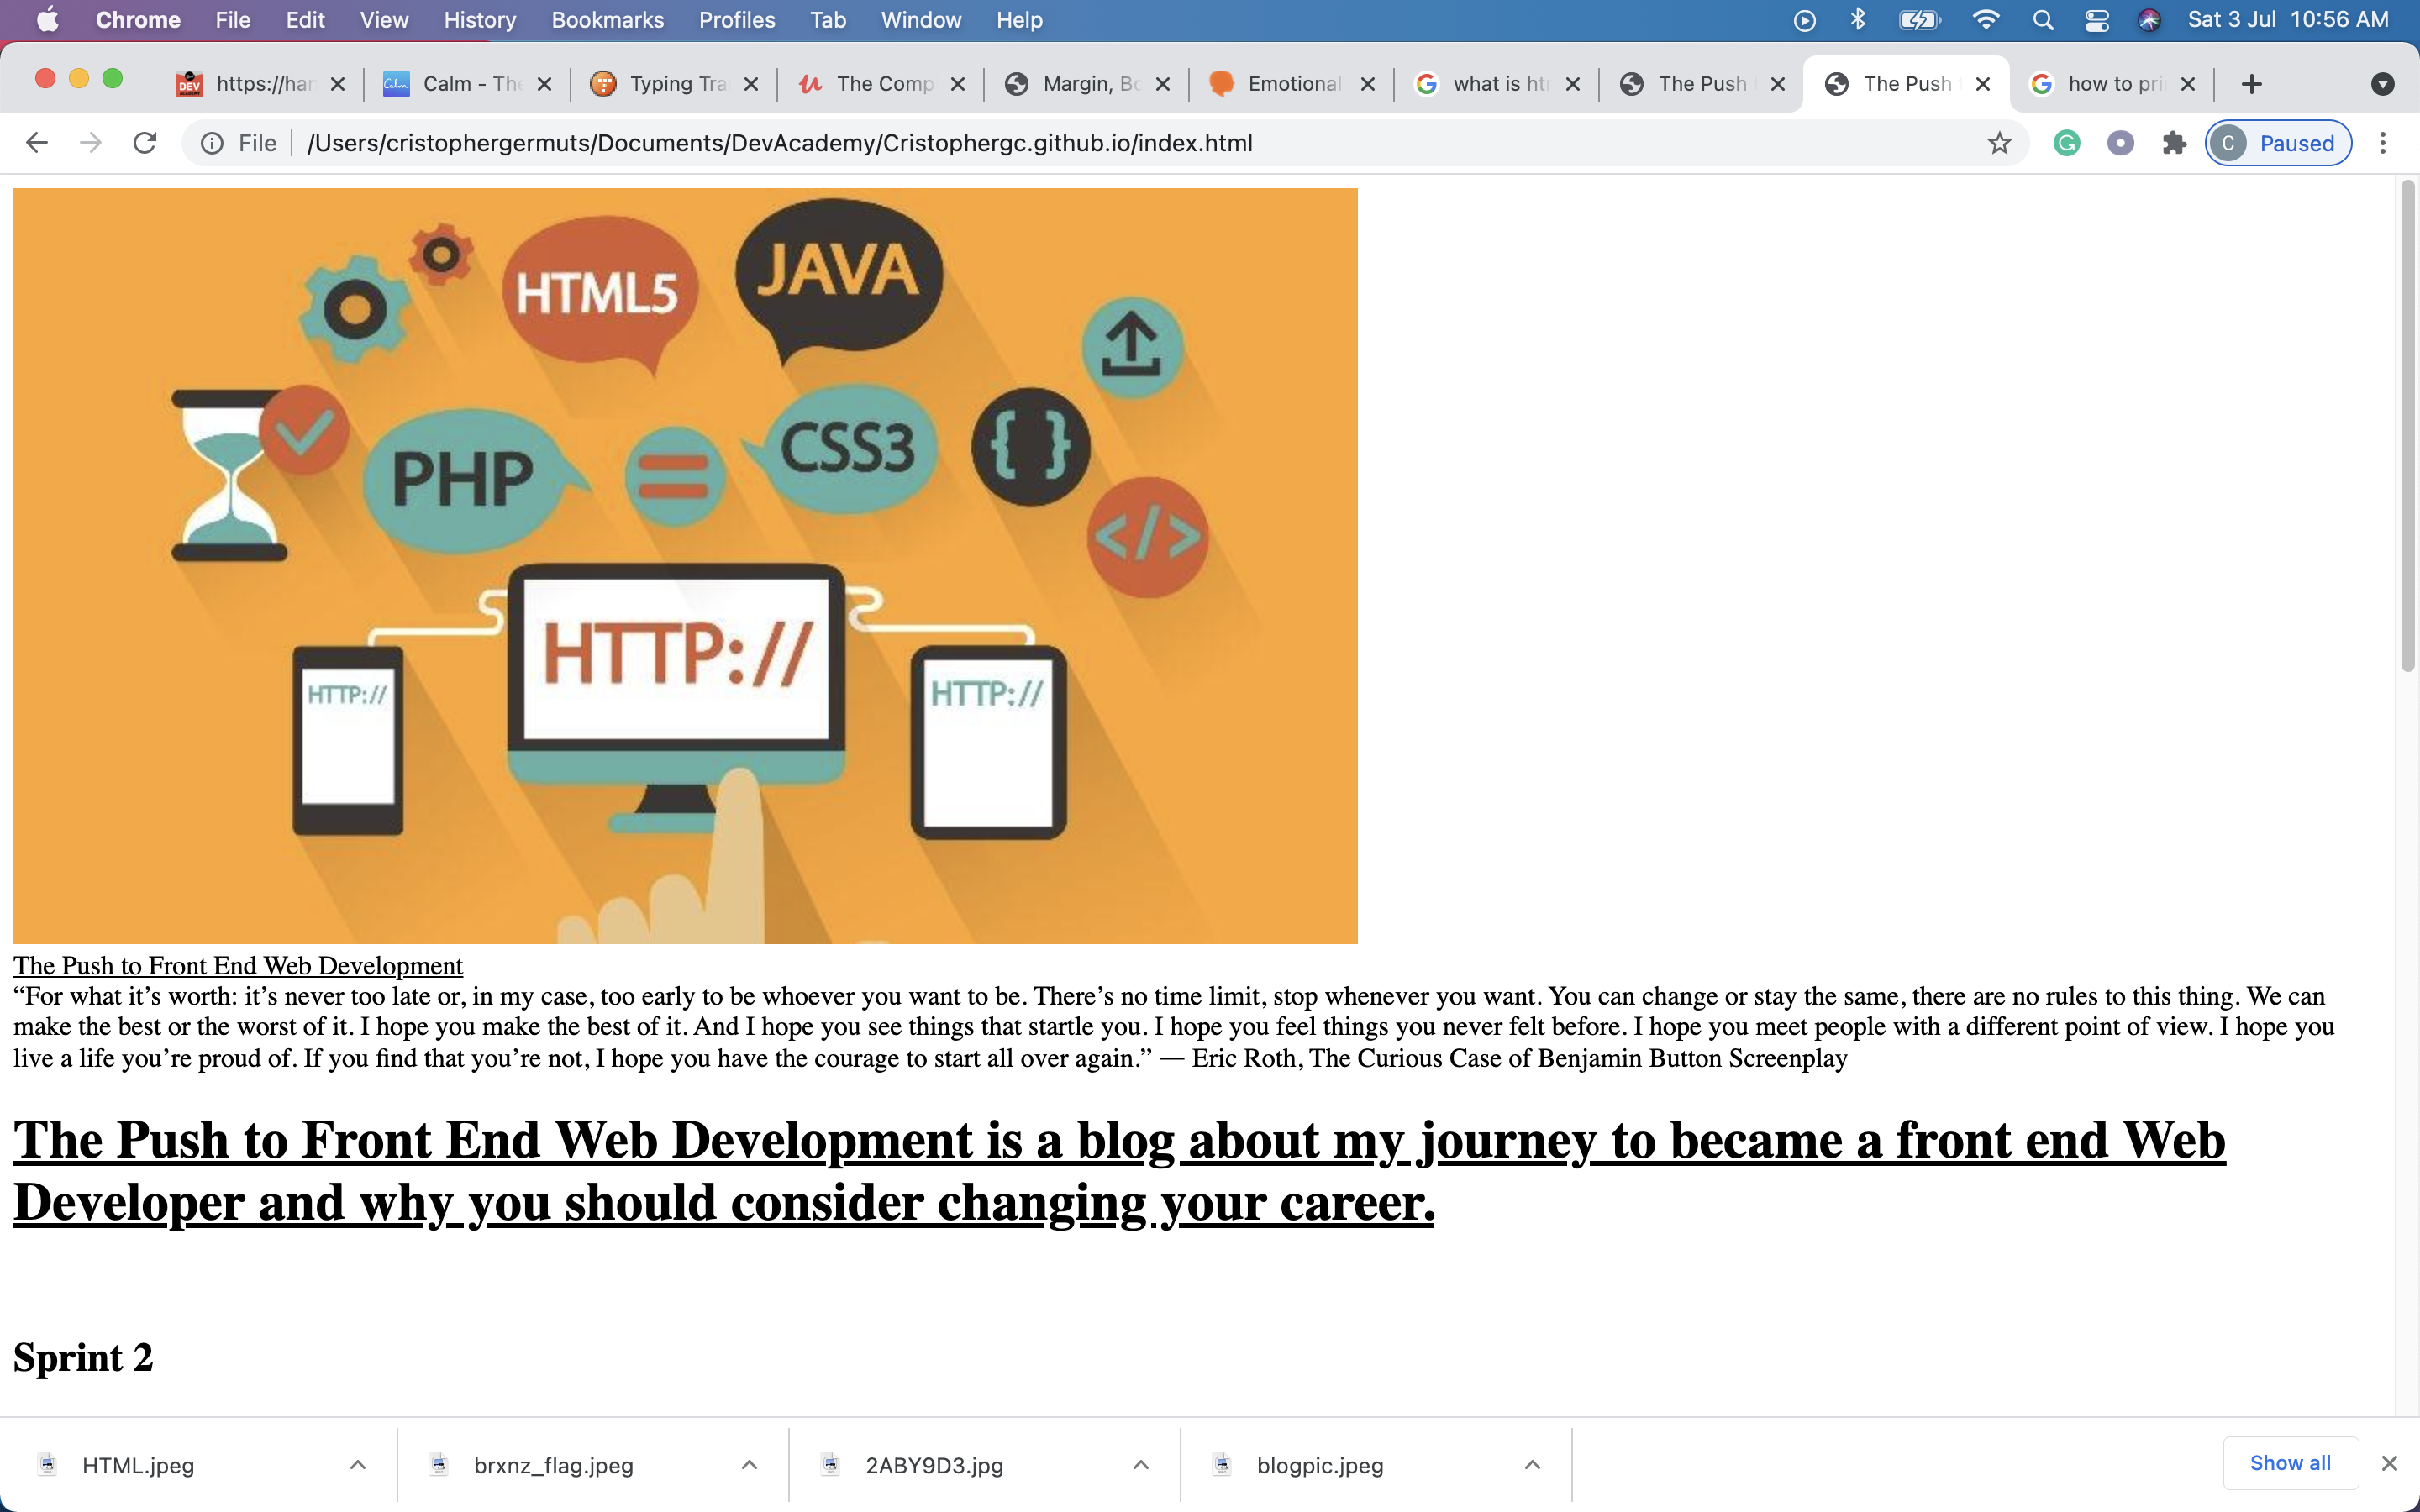 Chrome File Edit View History Bookmarks Profiles Tab Window Help Sat 3 Jul 10:56 AM
DEV ACADEMY https://har Calm Calm - The Typing Tra The Comp Margin, Bo Emotional what is htm The Push The Push how to pri
File /Users/cristophergermuts/Documents/DevAcademy/Cristophergc.github.io/index.html C Paused
HTML5 JAVA
PHP CSS3 { }
</>
HTTP://
HTTP:// HTTP://
The Push to Front End Web Development
“For what it’s worth: it’s never too late or, in my case, too early to be whoever you want to be. There’s no time limit, stop whenever you want. You can change or stay the same, there are no rules to this thing. We can
make the best or the worst of it. I hope you make the best of it. And I hope you see things that startle you. I hope you feel things you never felt before. I hope you meet people with a different point of view. I hope you
live a life you’re proud of. If you find that you’re not, I hope you have the courage to start all over again.” — Eric Roth, The Curious Case of Benjamin Button Screenplay
The Push to Front End Web Development is a blog about my journey to became a front end Web
Developer and why you should consider changing your career.
Sprint 2
HTML.jpeg brxnz_flag.jpeg 2ABY9D3.jpg blogpic.jpeg Show all